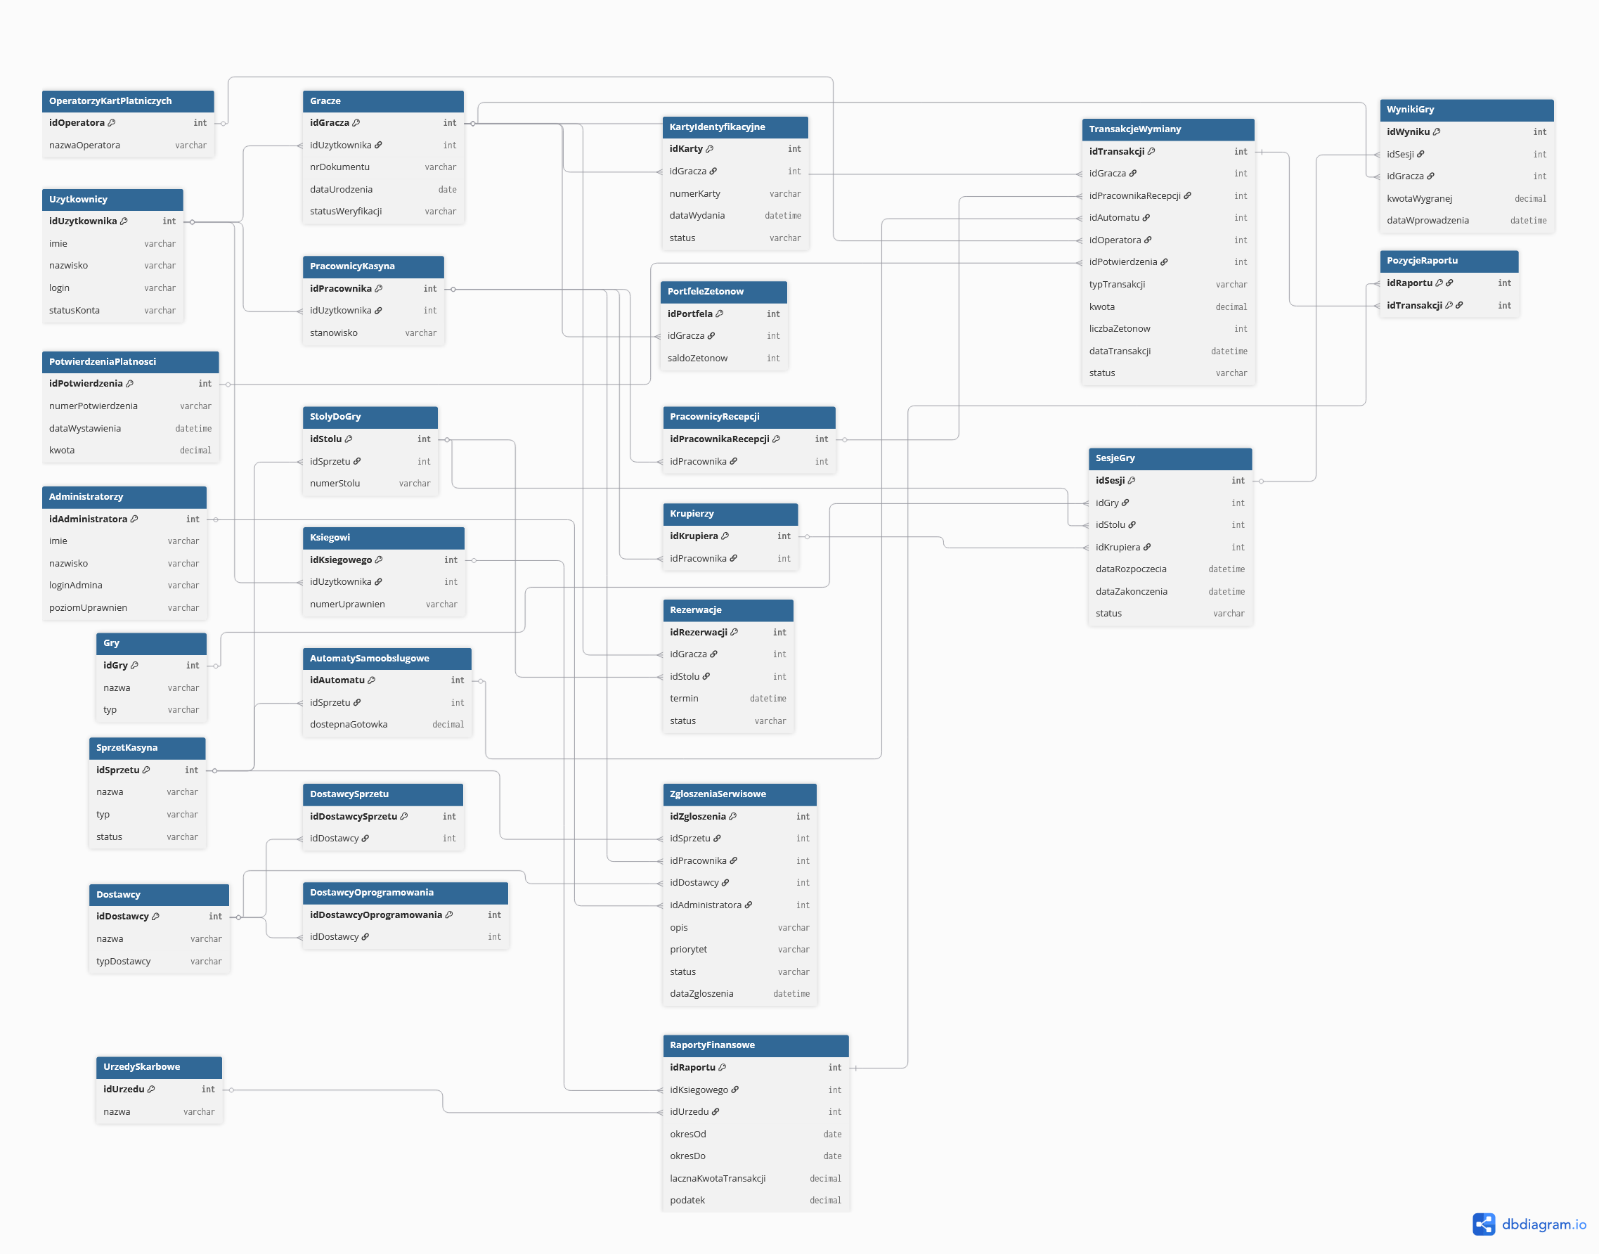 OperatorzyKartPlatniczych
idOperatora int
nazwaOperatora varchar
Uzytkownicy
idUzytkownika int
imie varchar
nazwisko varchar
login varchar
statusKonta varchar
PotwierdzeniaPlatnosci
idPotwierdzenia int
numerPotwierdzenia varchar
dataWystawienia datetime
kwota decimal
Administratorzy
idAdministratora int
imie varchar
nazwisko varchar
loginAdmina varchar
poziomUprawnien varchar
Gry
idGry int
nazwa varchar
typ varchar
SprzetKasyna
idSprzetu int
nazwa varchar
typ varchar
status varchar
Dostawcy
idDostawcy int
nazwa varchar
typDostawcy varchar
UrzedySkarbowe
idUrzedu int
nazwa varchar
Gracze
idGracza int
idUzytkownika int
nrDokumentu varchar
dataUrodzenia date
statusWeryfikacji varchar
PracownicyKasyna
idPracownika int
idUzytkownika int
stanowisko varchar
StolyDoGry
idStolu int
idSprzetu int
numerStolu varchar
Ksiegowi
idKsiegowego int
idUzytkownika int
numerUprawnien varchar
AutomatySamoobslugowe
idAutomatu int
idSprzetu int
dostepnaGotowka decimal
DostawcySprzetu
idDostawcySprzetu int
idDostawcy int
DostawcyOprogramowania
idDostawcyOprogramowania int
idDostawcy int
KartyIdentyfikacyjne
idKarty int
idGracza int
numerKarty varchar
dataWydania datetime
status varchar
PortfeleZetonow
idPortfela int
idGracza int
saldoZetonow int
PracownicyRecepcji
idPracownikaRecepcji int
idPracownika int
Krupierzy
idKrupiera int
idPracownika int
Rezerwacje
idRezerwacji int
idGracza int
idStolu int
termin datetime
status varchar
ZgloszeniaSerwisowe
idZgloszenia int
idSprzetu int
idPracownika int
idDostawcy int
idAdministratora int
opis varchar
priorytet varchar
status varchar
dataZgloszenia datetime
RaportyFinansowe
idRaportu int
idKsiegowego int
idUrzedu int
okresOd date
okresDo date
lacznaKwotaTransakcji decimal
podatek decimal
TransakcjeWymiany
idTransakcji int
idGracza int
idPracownikaRecepcji int
idAutomatu int
idOperatora int
idPotwierdzenia int
typTransakcji varchar
kwota decimal
liczbaZetonow int
dataTransakcji datetime
status varchar
SesjeGry
idSesji int
idGry int
idStolu int
idKrupiera int
dataRozpoczecia datetime
dataZakonczenia datetime
status varchar
WynikiGry
idWyniku int
idSesji int
idGracza int
kwotaWygranej decimal
dataWprowadzenia datetime
PozycjeRaportu
idRaportu int
idTransakcji int
dbdiagram.io